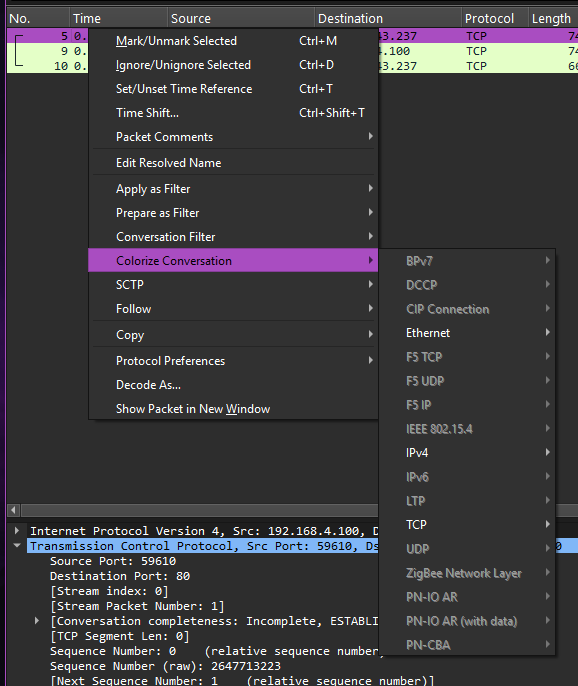 No. Time Source Destination Protocol Length
5 0. 43.237 TCP 74
9 0. 4.100 TCP 74
10 0. 43.237 TCP 66
Mark/Unmark Selected Ctrl+M
Ignore/Unignore Selected Ctrl+D
Set/Unset Time Reference Ctrl+T
Time Shift... Ctrl+Shift+T
Packet Comments
Edit Resolved Name
Apply as Filter
Prepare as Filter
Conversation Filter
Colorize Conversation
SCTP
Follow
Copy
Protocol Preferences
Decode As...
Show Packet in New Window
BPv7
DCCP
CIP Connection
Ethernet
F5 TCP
F5 UDP
F5 IP
IEEE 802.15.4
IPv4
IPv6
LTP
TCP
UDP
ZigBee Network Layer
PN-IO AR
PN-IO AR (with data)
PN-CBA
Internet Protocol Version 4, Src: 192.168.4.100, D
Transmission Control Protocol, Src Port: 59610, Ds 0
Source Port: 59610
Destination Port: 80
[Stream index: 0]
[Stream Packet Number: 1]
[Conversation completeness: Incomplete, ESTABLI
[TCP Segment Len: 0]
Sequence Number: 0 (relative sequence number
Sequence Number (raw): 2647713223
[Next Sequence Number: 1 (relative sequence number)]